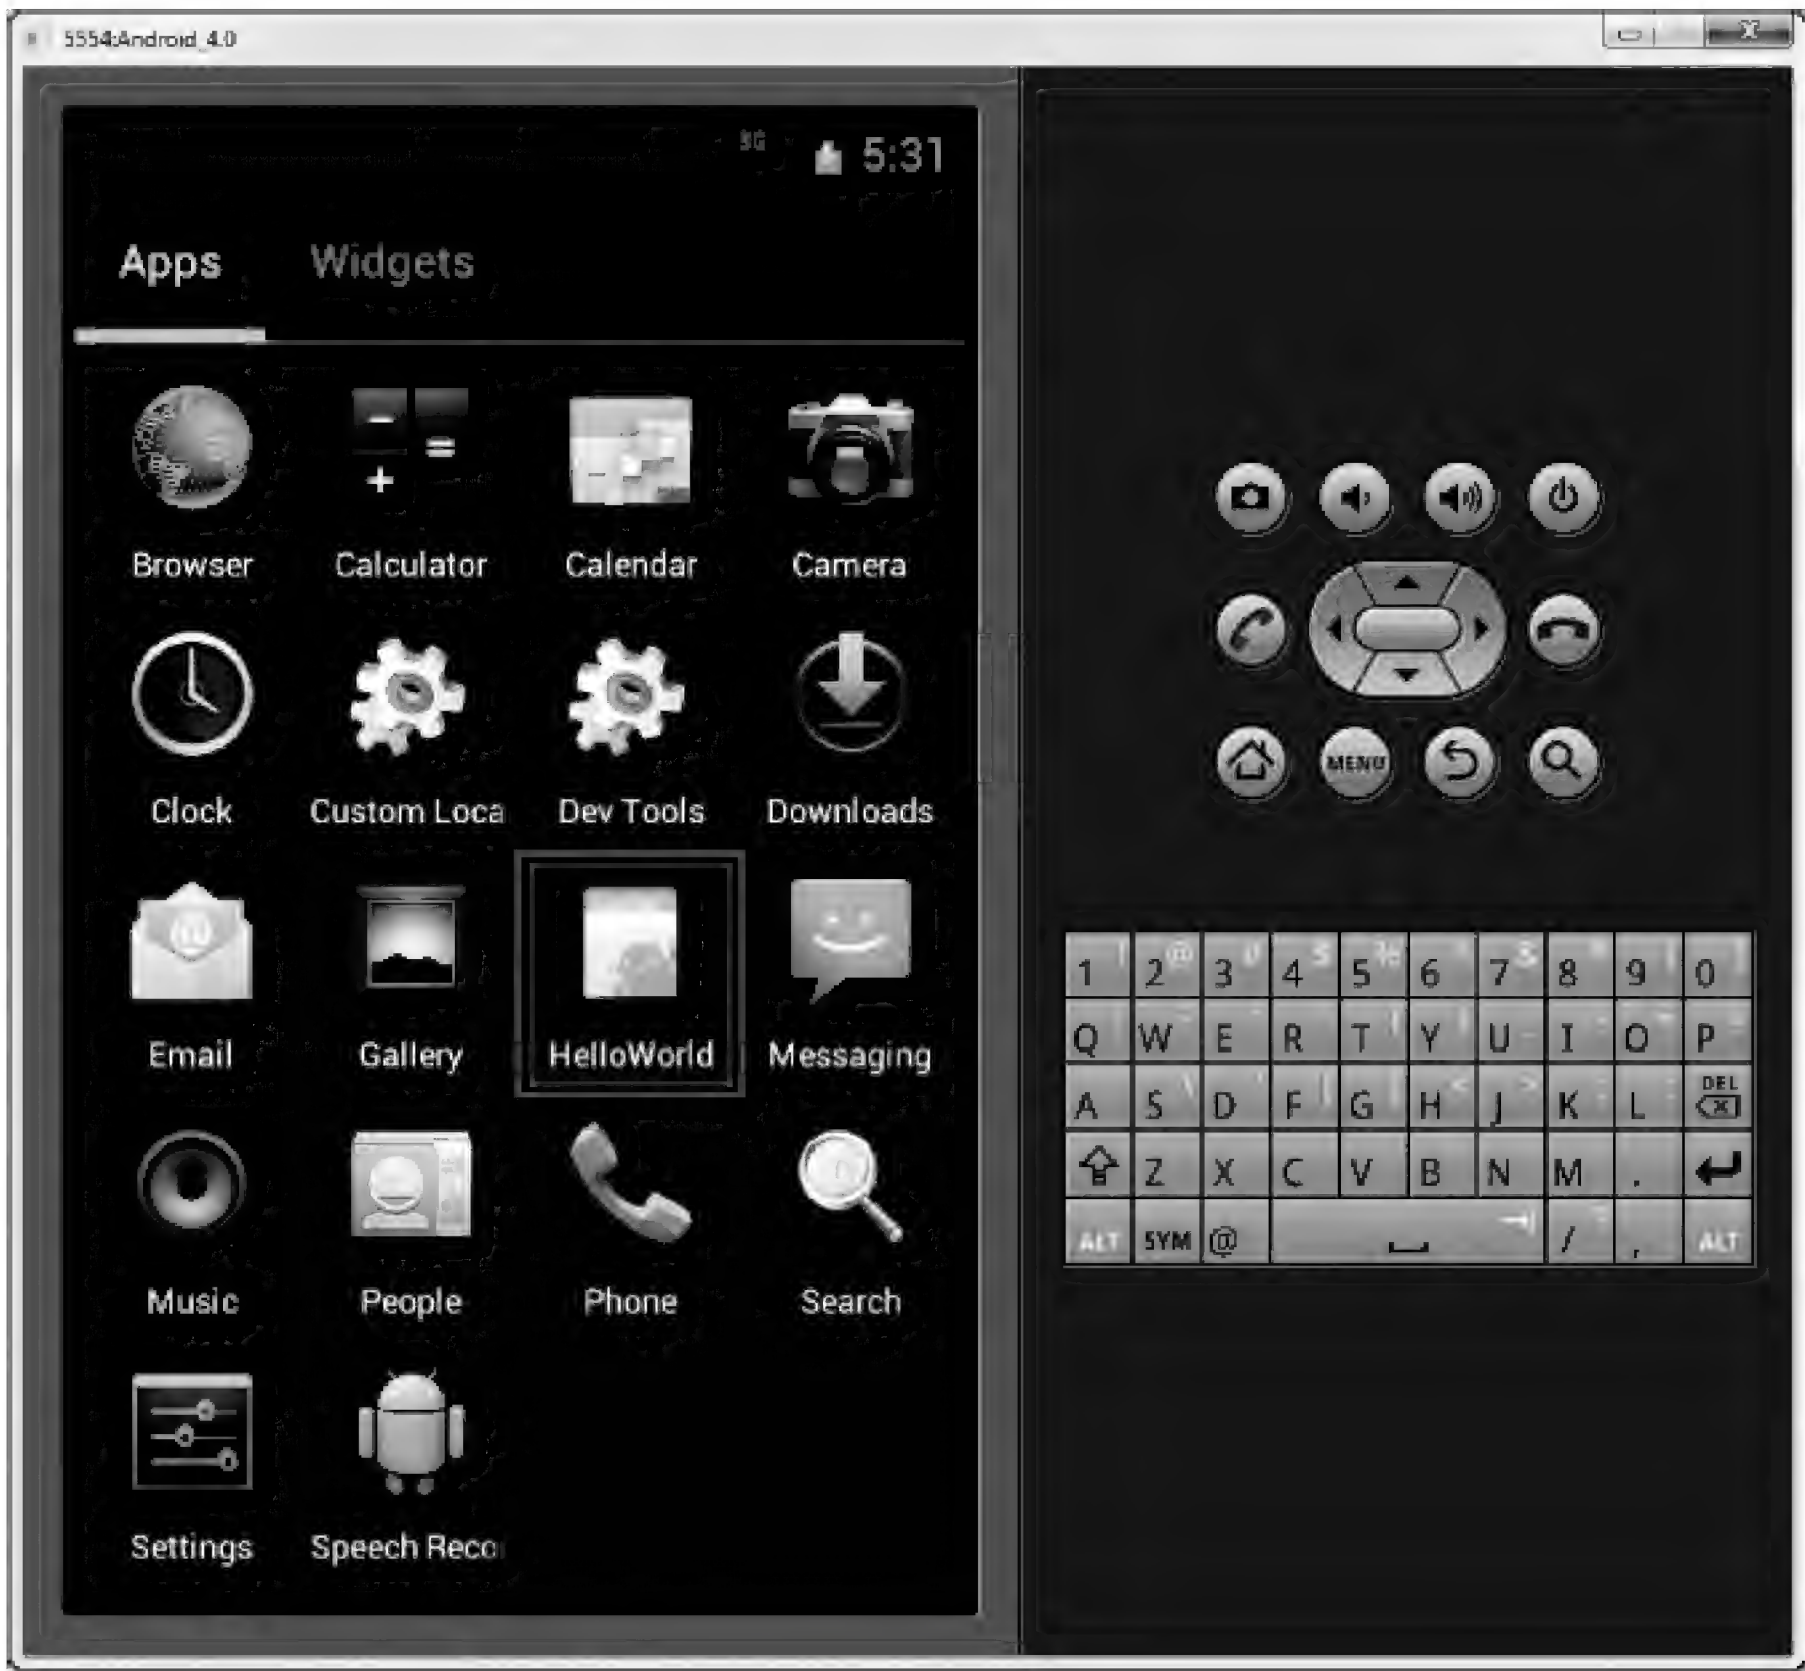 5554:Android_4.0
3G 5:31
Apps Widgets
Browser Calculator Calendar Camera
Clock Custom Loca Dev Tools Downloads
Email Gallery HelloWorld Messaging
Music People Phone Search
Settings Speech Reco
MENU
1 2 @ 3 4 $ 5 % 6 7 & 8 9 0
Q W E R T Y U I O P
A S D F G H < J > K L DEL
Z X C V B N M .
ALT SYM @ / , ALT